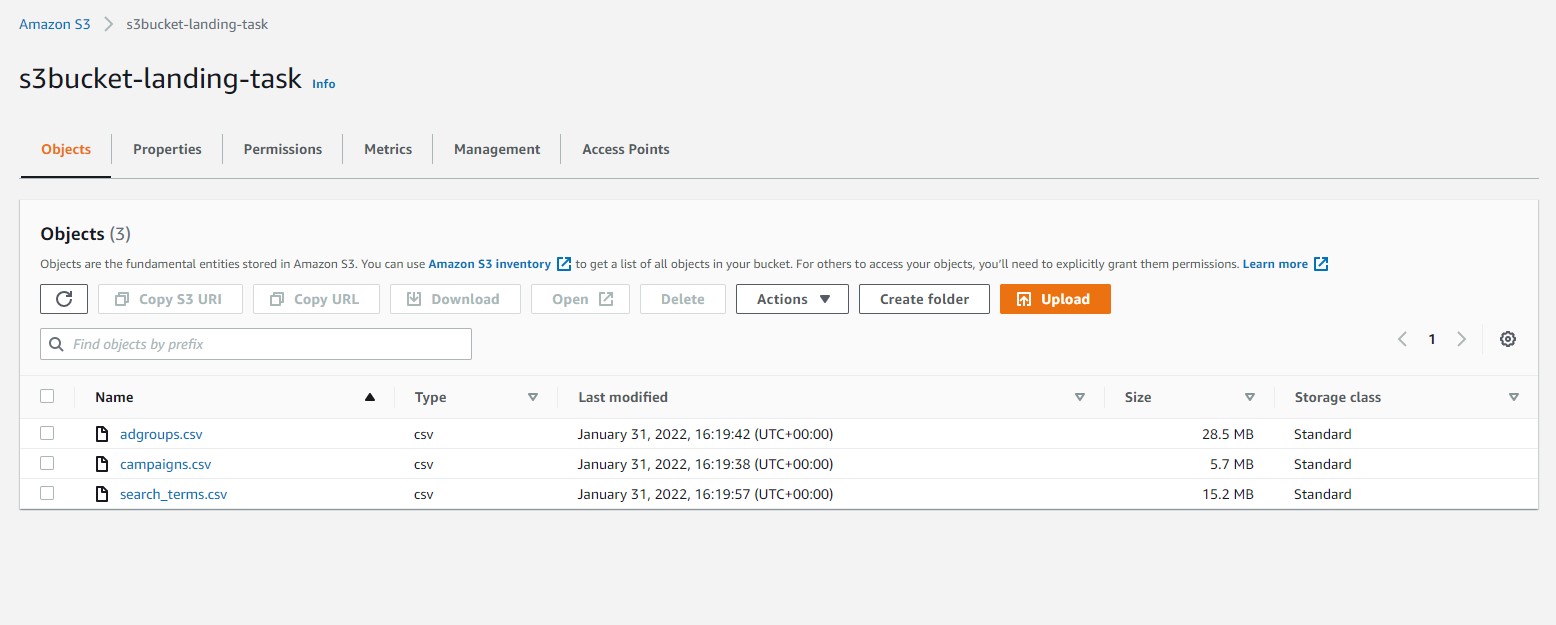 Amazon S3 > s3bucket-landing-task
s3bucket-landing-task Info
Objects Properties Permissions Metrics Management Access Points
Objects (3)
Objects are the fundamental entities stored in Amazon S3. You can use Amazon S3 inventory to get a list of all objects in your bucket. For others to access your objects, you'll need to explicitly grant them permissions. Learn more
Copy S3 URI Copy URL Download Open Delete Actions Create folder Upload
Find objects by prefix 1
Name Type Last modified Size Storage class
adgroups.csv csv January 31, 2022, 16:19:42 (UTC+00:00) 28.5 MB Standard
campaigns.csv csv January 31, 2022, 16:19:38 (UTC+00:00) 5.7 MB Standard
search_terms.csv csv January 31, 2022, 16:19:57 (UTC+00:00) 15.2 MB Standard